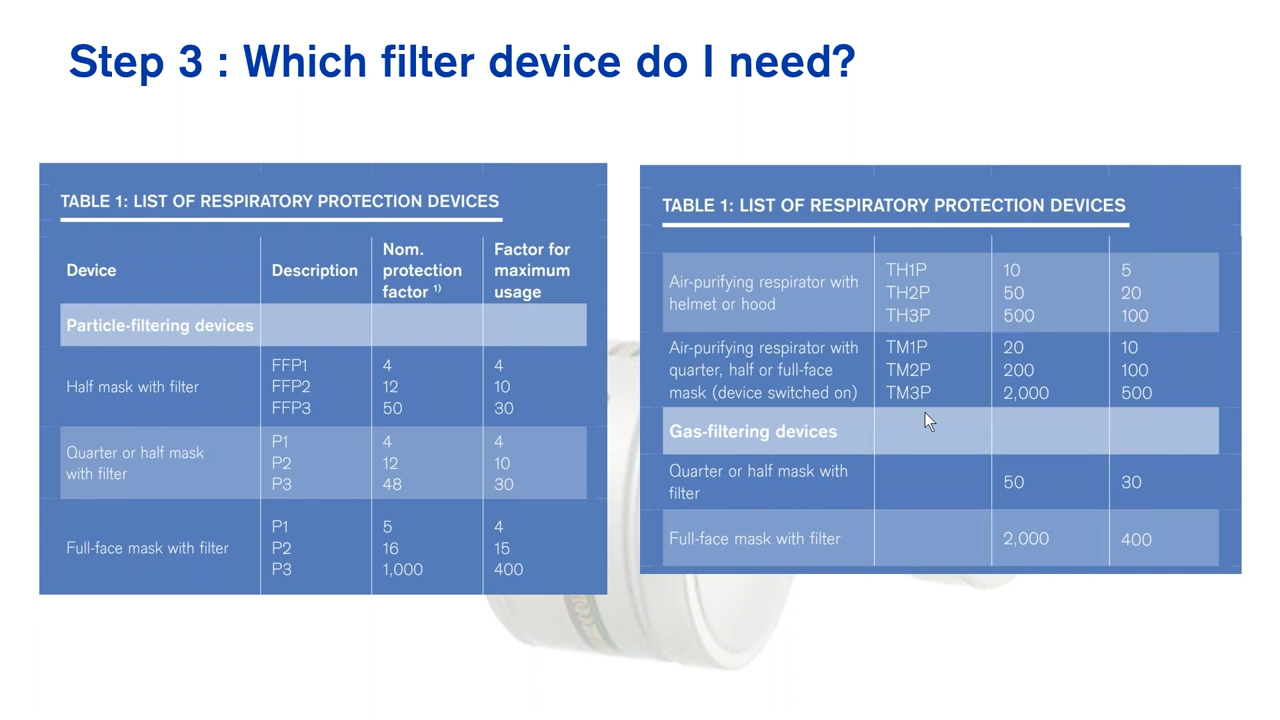 Step 3 : Which filter device do I need?
TABLE 1: LIST OF RESPIRATORY PROTECTION DEVICES
Device Description Nom. protection factor 1) Factor for maximum usage
Particle-filtering devices
Half mask with filter
FFP1 4 4
FFP2 12 10
FFP3 50 30
Quarter or half mask
with filter
P1 4 4
P2 12 10
P3 48 30
Full-face mask with filter
P1 5 4
P2 16 15
P3 1,000 400
TABLE 1: LIST OF RESPIRATORY PROTECTION DEVICES
Air-purifying respirator with
helmet or hood
TH1P 10 5
TH2P 50 20
TH3P 500 100
Air-purifying respirator with
quarter, half or full-face
mask (device switched on)
TM1P 20 10
TM2P 200 100
TM3P 2,000 500
Gas-filtering devices
Quarter or half mask with
filter
50 30
Full-face mask with filter 2,000 400